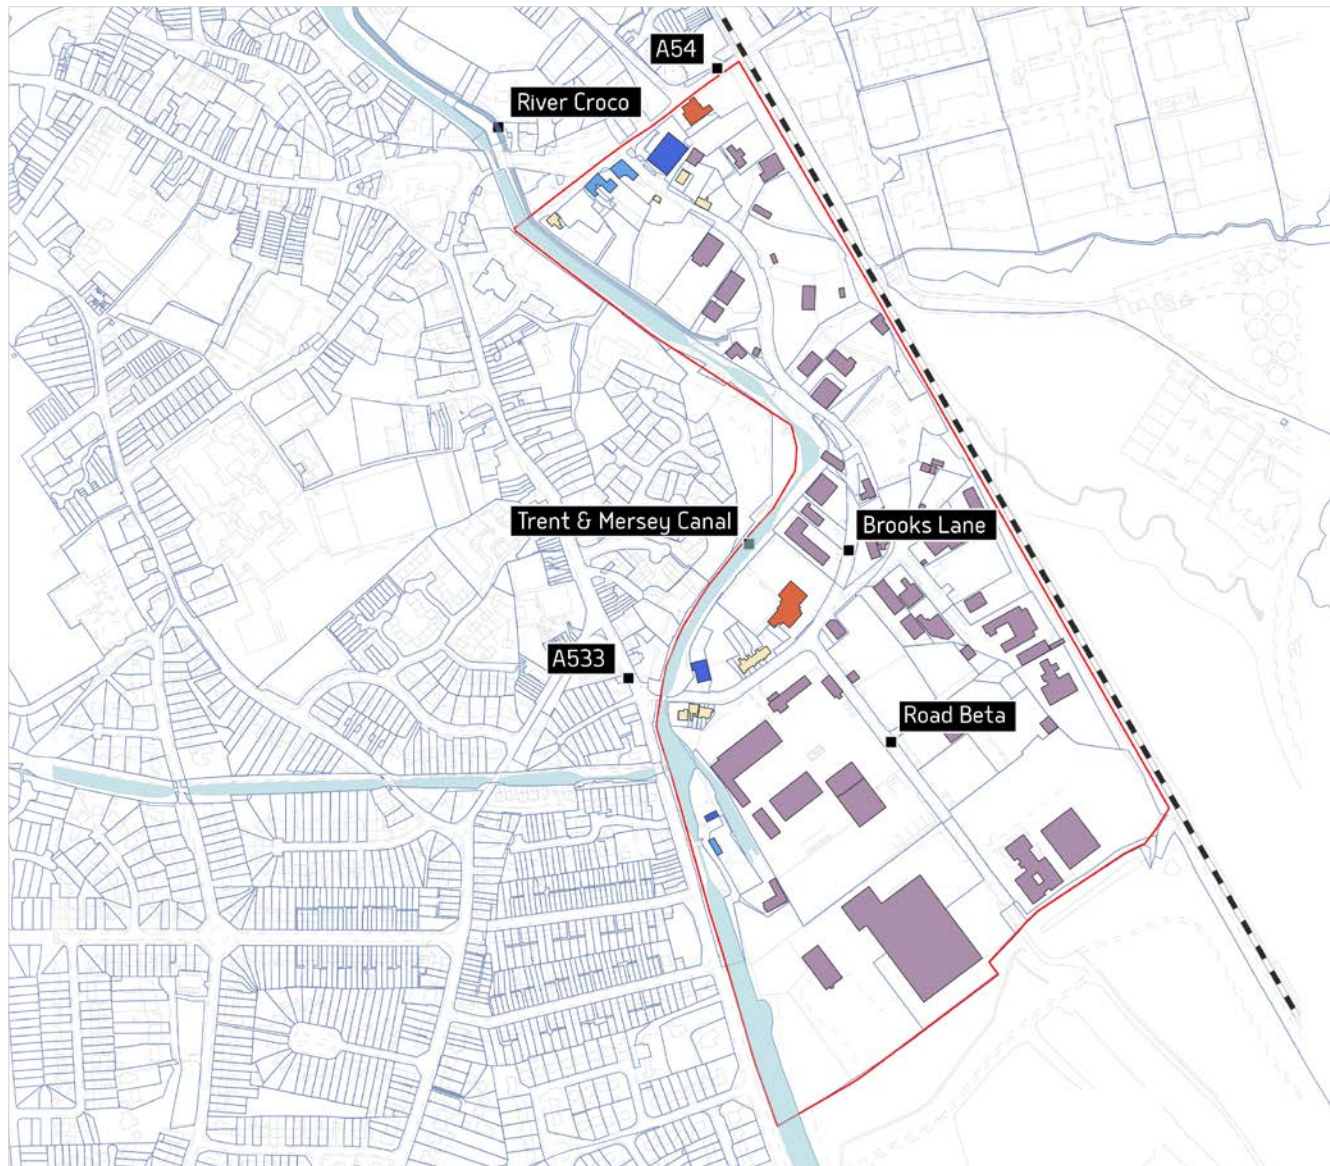 A54
River Croco
Trent & Mersey Canal
Brooks Lane
A533
Road Beta